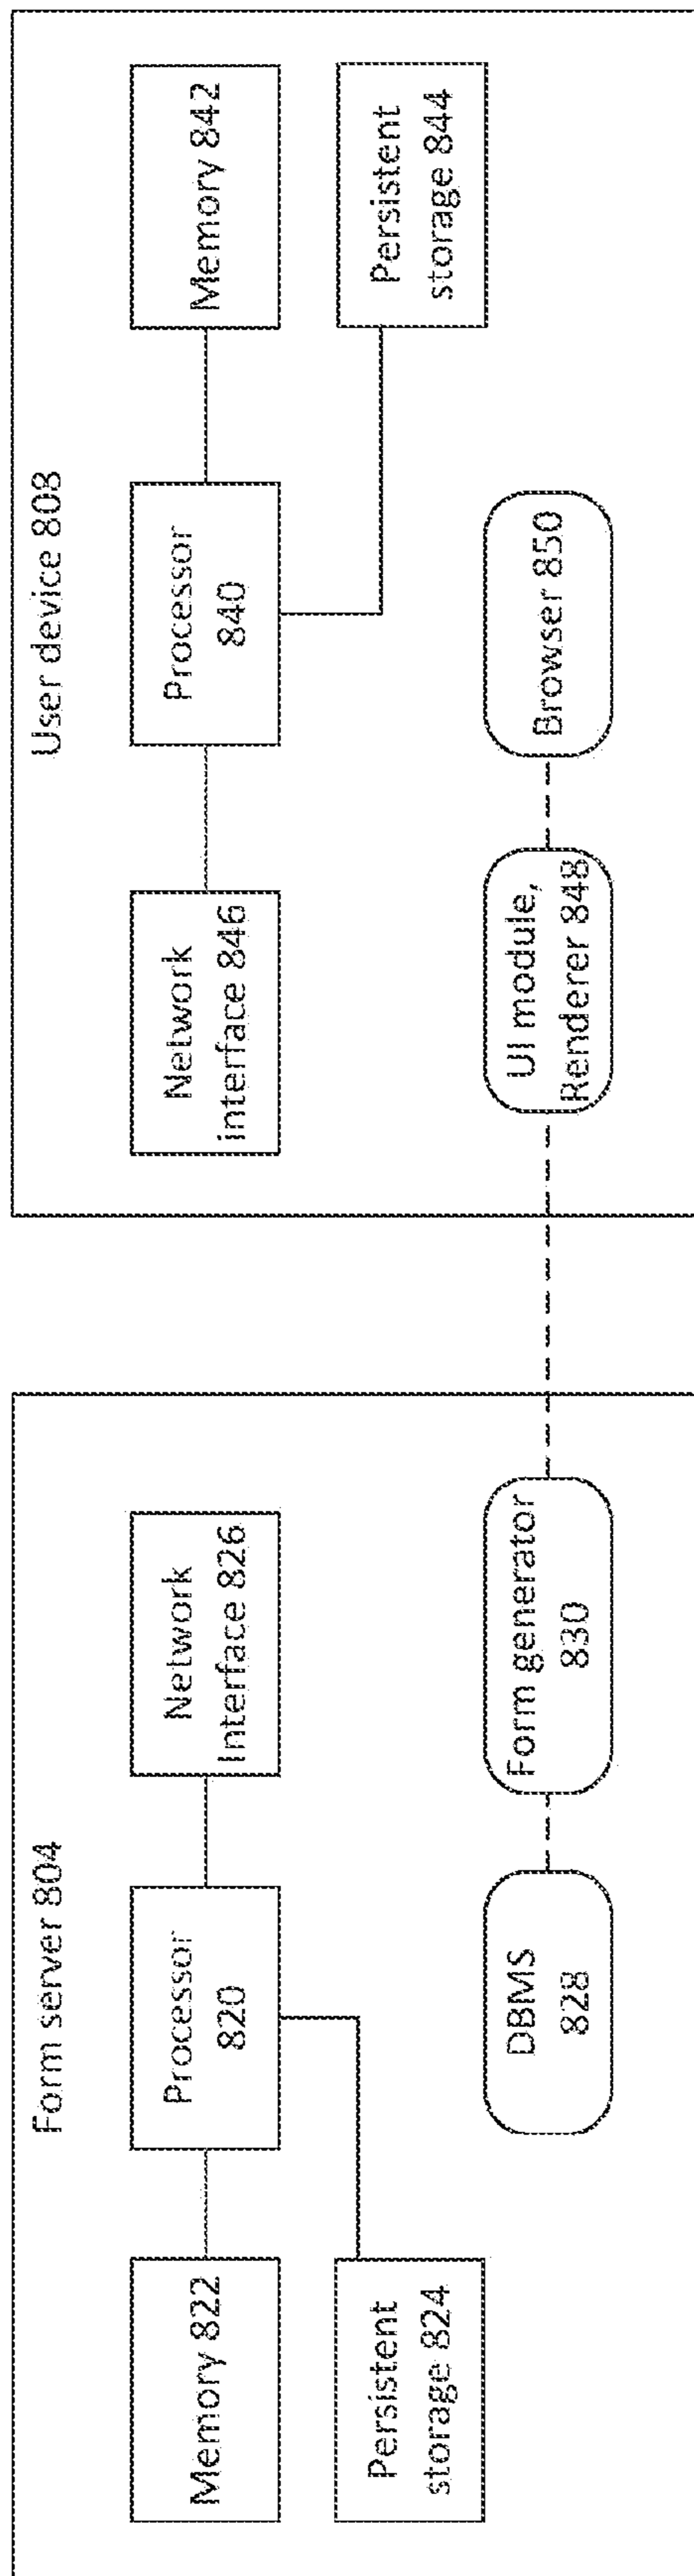 Form server 804
Memory 822
Processor
820
Network
Interface 826
Persistent
storage 824
DBMS
828
Form generator
830
User device 808
Network
interface 846
Processor
840
Memory 842
Persistent
storage 844
UI module,
Renderer 848
Browser 850